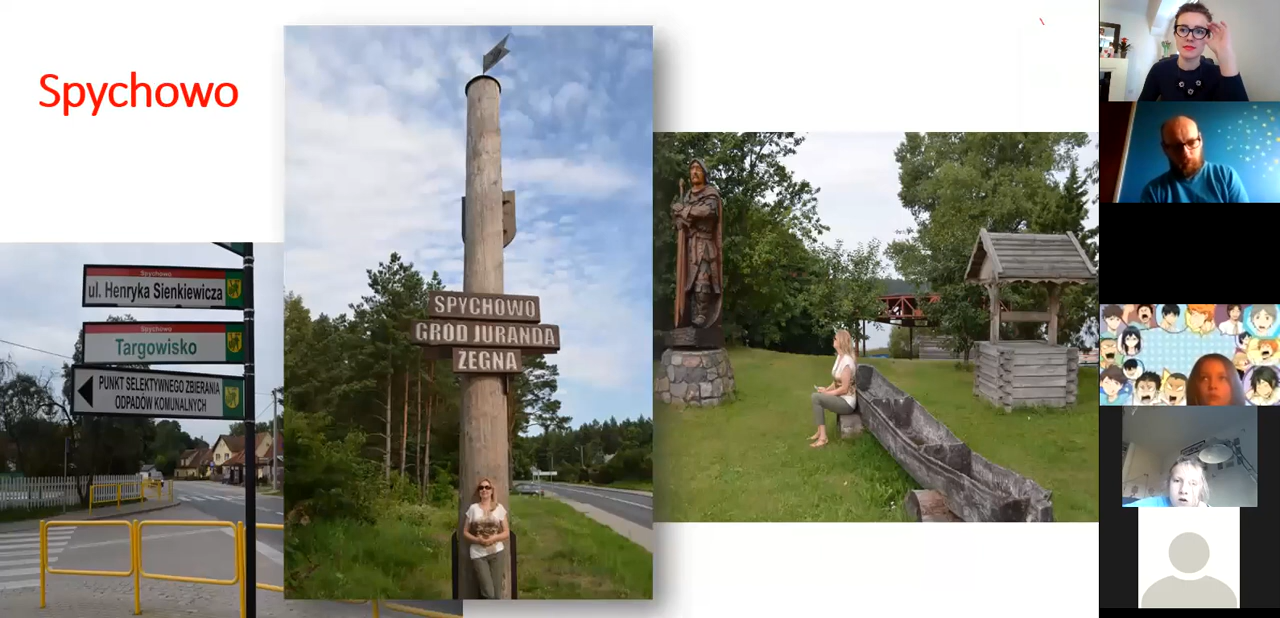 Spychowo
Spychowo
ul. Henryka Sienkiewicza
Spychowo
Targowisko
PUNKT SELEKTYWNEGO ZBIERANIA
ODPADÓW KOMUNALNYCH
SPYCHOWO
GRÓD JURANDA
ŻEGNA